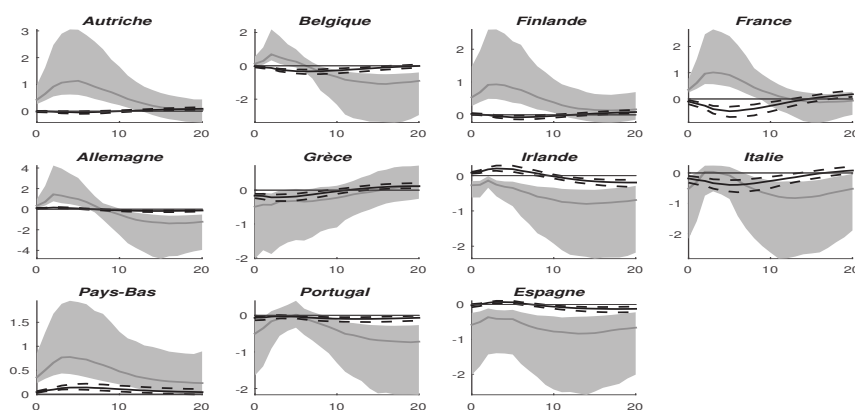 Autriche Belgique Finlande France
3 2 1 0
0 -2
2 1 0
2 1 0 -1
0 10 20 0 10 20 0 10 20 0 10 20
Allemagne Grèce Irlande Italie
4 2 0 -2 -4
0 -1 -2
0 -1 -2
0 -1 -2
0 10 20 0 10 20 0 10 20 0 10 20
Pays-Bas Portugal Espagne
1.5 1 0.5 0
0 -1 -2
0 -1 -2
0 10 20 0 10 20 0 10 20